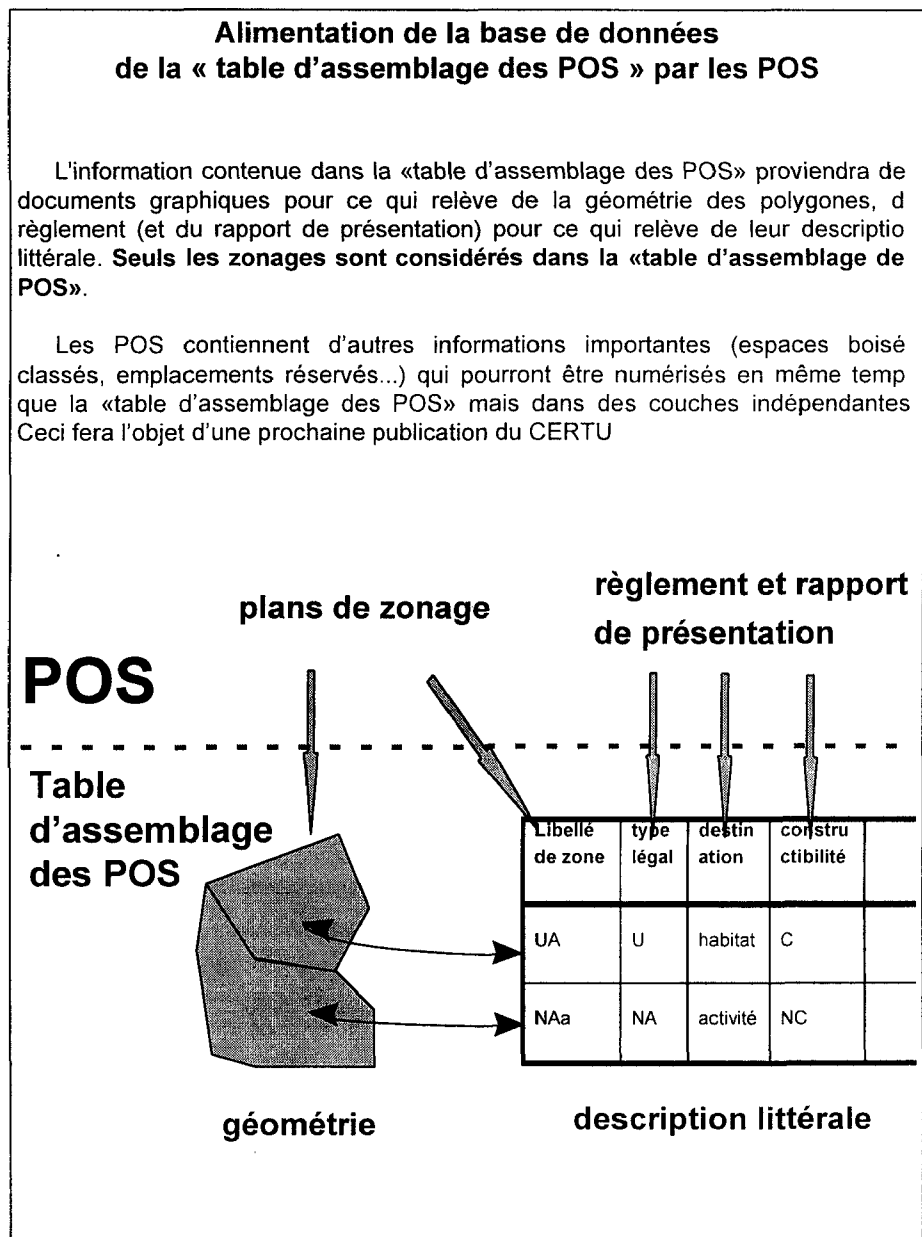 Alimentation de la base de données
de la « table d'assemblage des POS » par les POS
L'information contenue dans la «table d'assemblage des POS» proviendra de
documents graphiques pour ce qui relève de la géométrie des polygones, d
règlement (et du rapport de présentation) pour ce qui relève de leur descriptio
littérale. Seuls les zonages sont considérés dans la «table d'assemblage de
POS».
Les POS contiennent d'autres informations importantes (espaces boisé
classés, emplacements réservés...) qui pourront être numérisés en même temp
que la «table d'assemblage des POS» mais dans des couches indépendantes
Ceci fera l'objet d'une prochaine publication du CERTU
plans de zonage
règlement et rapport
de présentation
POS
Table
d'assemblage
des POS
Libellé
de zone
type
légal
destin
ation
constru
ctibilité
UA
U
habitat
C
NAa
NA
activité
NC
géométrie
description littérale